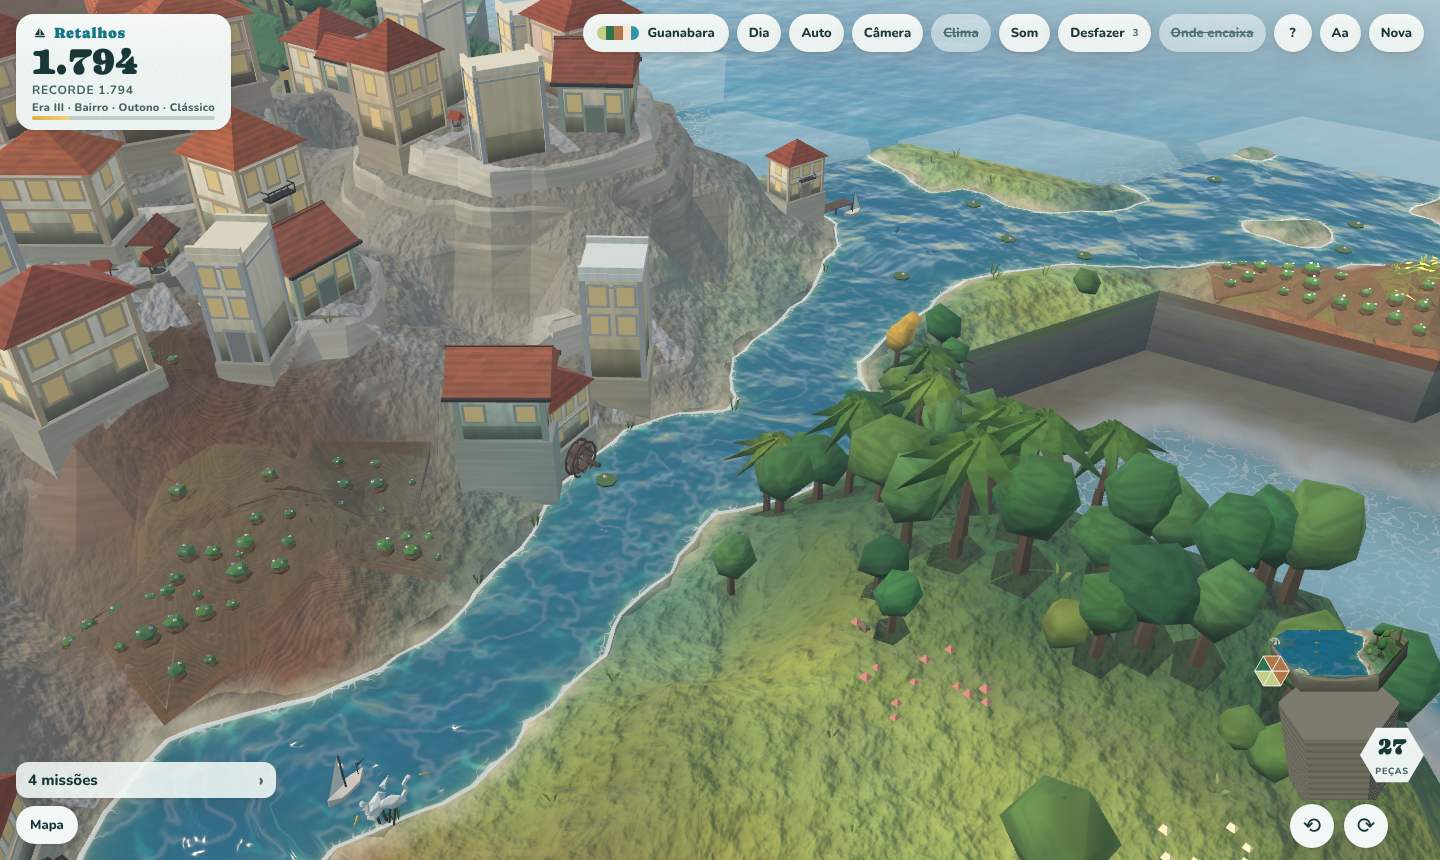 Retalhos
1.794
RECORDE 1.794
Era III · Bairro · Outono · Clássico
Guanabara
Dia
Auto
Câmera
Clima
Som
Desfazer 3
Onde encaixa
?
Aa
Nova
4 missões ›
Mapa
27
PEÇAS